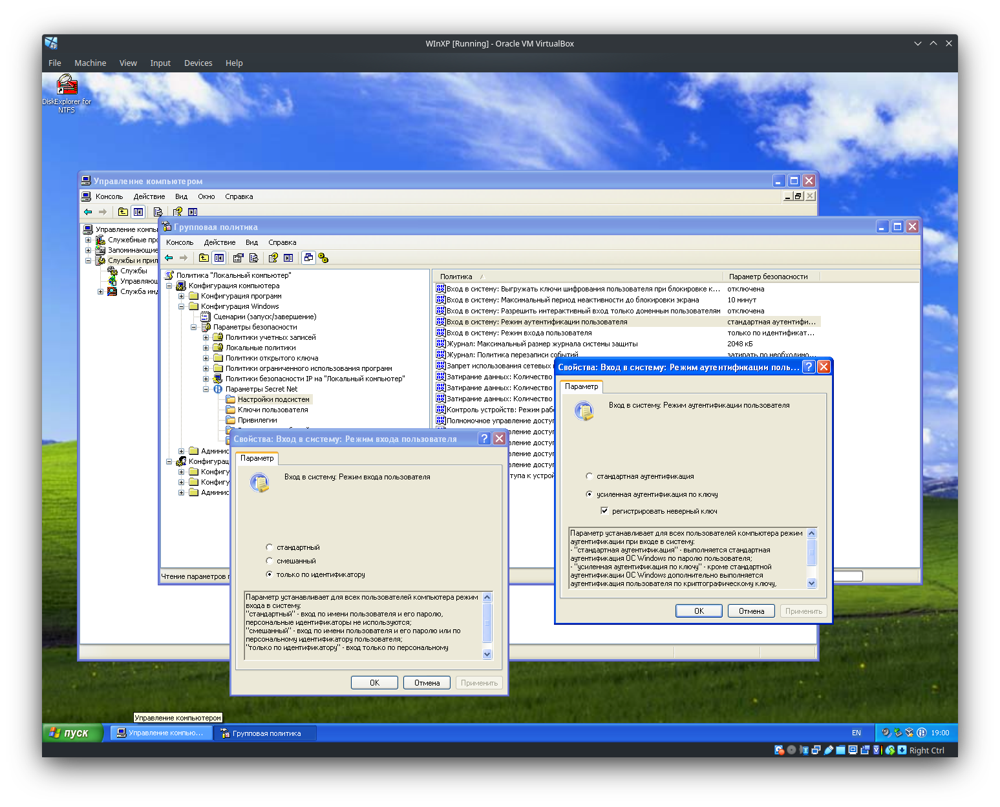 WInXP [Running] - Oracle VM VirtualBox
File Machine View Input Devices Help
DiskExplorer for
NTFS
Управление компьютером
Консоль Действие Вид Окно Справка
Управление компы
Служебные про
Запоминающие
Службы и прил
Службы
Управляющ
Служба инд
Групповая политика
Консоль Действие Вид Справка
Политика "Локальный компьютер"
Конфигурация компьютера
Конфигурация программ
Конфигурация Windows
Сценарии (запуск/завершение)
Параметры безопасности
Политики учетных записей
Локальные политики
Политики открытого ключа
Политики ограниченного использования программ
Политики безопасности IP на "Локальный компьютер"
Параметры Secret Net
Настройки подсистем
Ключи пользователя
Привилегии
Админис
Конфигурац
Конфигу
Конфигу
Админис
Чтение параметров
Политика Параметр безопасности
Вход в систему: Выгружать ключи шифрования пользователя при блокировке к... отключена
Вход в систему: Максимальный период неактивности до блокировки экрана 10 минут
Вход в систему: Разрешить интерактивный вход только доменным пользователям отключена
Вход в систему: Режим аутентификации пользователя стандартная аутентифи...
Вход в систему: Режим входа пользователя только по идентификат...
Журнал: Максимальный размер журнала системы защиты 2048 кБ
Журнал: Политика перезаписи событий затирать по необходимо...
Запрет использования сетевых
Затирание данных: Количество
Затирание данных: Количество
Затирание данных: Количество
Контроль устройств: Режим раб
Полномочное управление досту
вление досту
вление досту
вление досту
вление досту
тупа к устрой
Свойства: Вход в систему: Режим входа пользователя
Параметр
Вход в систему: Режим входа пользователя
стандартный
смешанный
только по идентификатору
Параметр устанавливает для всех пользователей компьютера режим
входа в систему:
"стандартный" - вход по имени пользователя и его паролю,
персональные идентификаторы не используются;
"смешанный" - вход по имени пользователя и его паролю или по
персональному идентификатору пользователя;
"только по идентификатору" - вход только по персональному
OK Отмена Применить
Свойства: Вход в систему: Режим аутентификации поль...
Параметр
Вход в систему: Режим аутентификации пользователя
стандартная аутентификация
усиленная аутентификация по ключу
регистрировать неверный ключ
Параметр устанавливает для всех пользователей компьютера режим
аутентификации при входе в систему:
- "стандартная аутентификация" - выполняется стандартная
аутентификация ОС Windows по паролю пользователя;
- "усиленная аутентификация по ключу" - кроме стандартной
аутентификации ОС Windows дополнительно выполняется
аутентификация пользователя по криптографическому ключу,
OK Отмена Применить
Управление компьютером
пуск Управление компью... Групповая политика EN 19:00
Right Ctrl